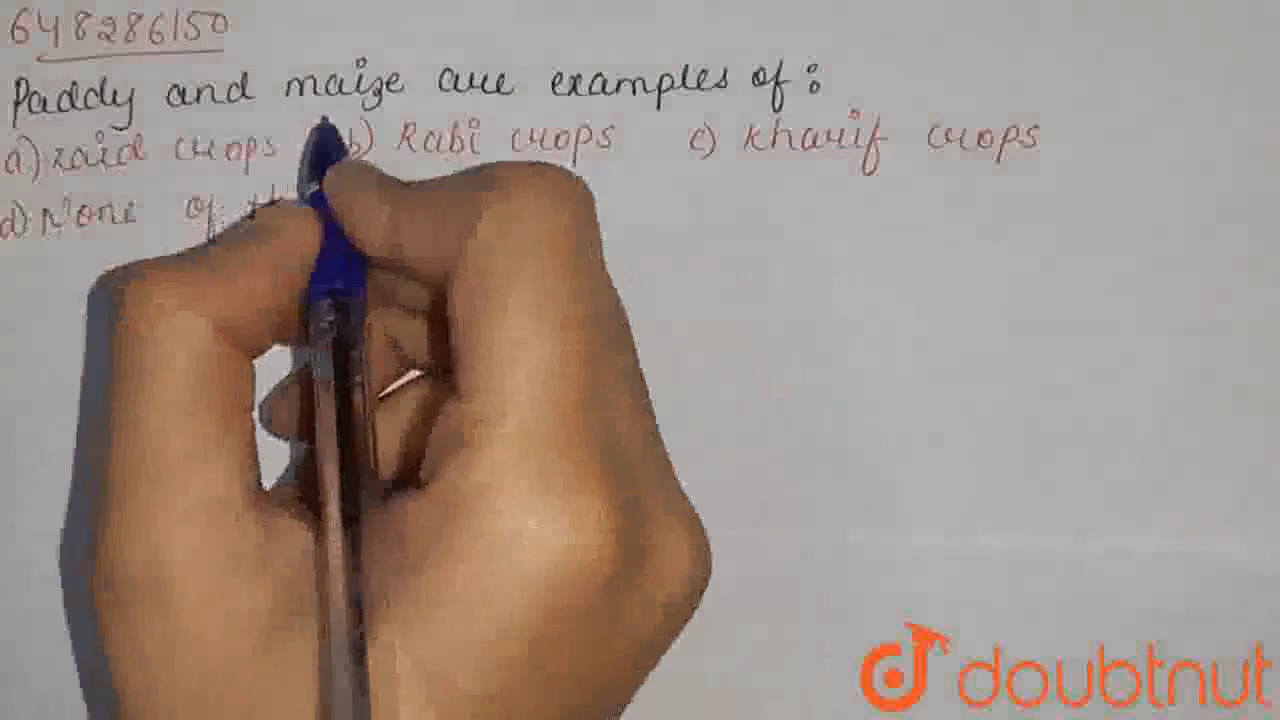 648286150
Paddy and maize are examples of :
a) zaid crops b) Rabi crops c) Kharif crops
d) None of
doubtnut